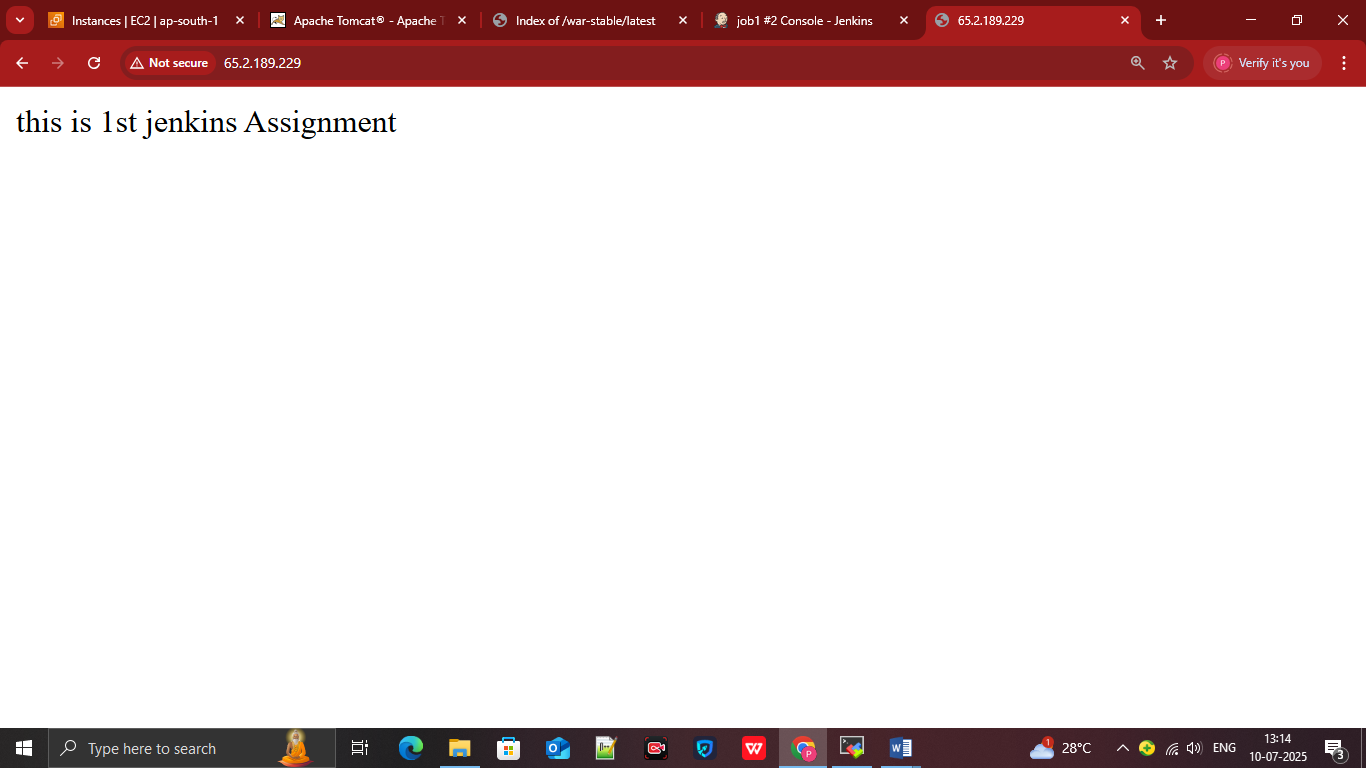 Instances | EC2 | ap-south-1
Apache Tomcat® - Apache T
Index of /war-stable/latest
job1 #2 Console - Jenkins
65.2.189.229
Not secure
65.2.189.229
P
Verify it's you
this is 1st jenkins Assignment
Type here to search
P
W
1
28°C
ENG
13:14
10-07-2025
3